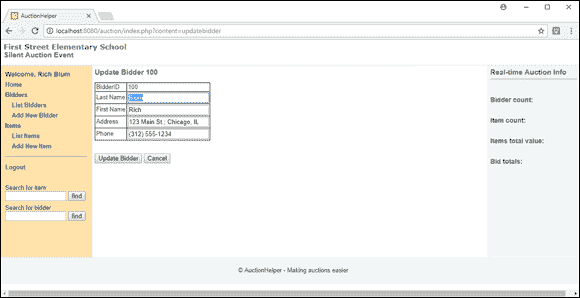 AuctionHelper
localhost:8080/auction/index.php?content=updatebidder
First Street Elementary School
Silent Auction Event
Welcome, Rich Blum
Home
Bidders
List Bidders
Add New Bidder
Items
List Items
Add New Item
Logout
Search for item
find
Search for bidder
find
Update Bidder 100
BidderID 100
Last Name Blum
First Name Rich
Address 123 Main St.; Chicago, IL
Phone (312) 555-1234
Update Bidder Cancel
Real-time Auction Info
Bidder count:
Item count:
Items total value:
Bid totals:
© AuctionHelper - Making auctions easier